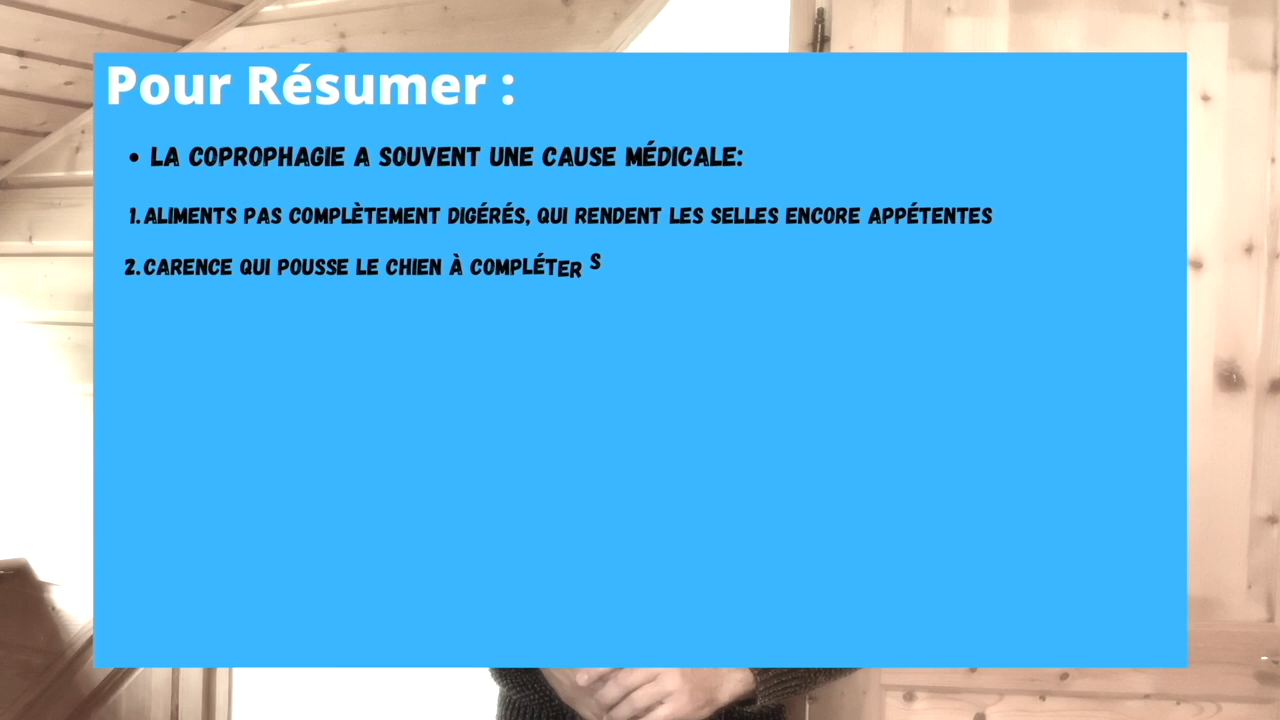 Pour Résumer :
• LA COPROPHAGIE A SOUVENT UNE CAUSE MÉDICALE:
1. ALIMENTS PAS COMPLÈTEMENT DIGÉRÉS, QUI RENDENT LES SELLES ENCORE APPÉTENTES
2. CARENCE QUI POUSSE LE CHIEN À COMPLÉTER S